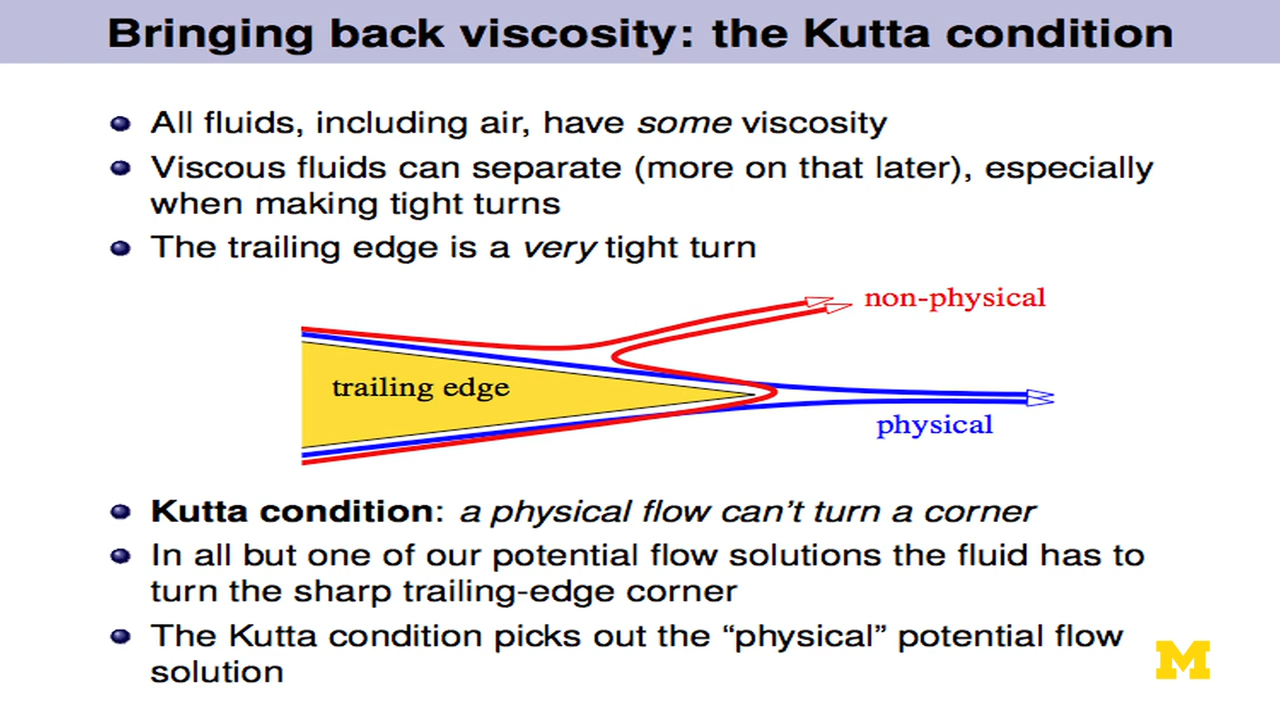 Bringing back viscosity: the Kutta condition
All fluids, including air, have some viscosity
Viscous fluids can separate (more on that later), especially
when making tight turns
The trailing edge is a very tight turn
non-physical
trailing edge
physical
Kutta condition: a physical flow can't turn a corner
In all but one of our potential flow solutions the fluid has to
turn the sharp trailing-edge corner
The Kutta condition picks out the “physical” potential flow
solution
M